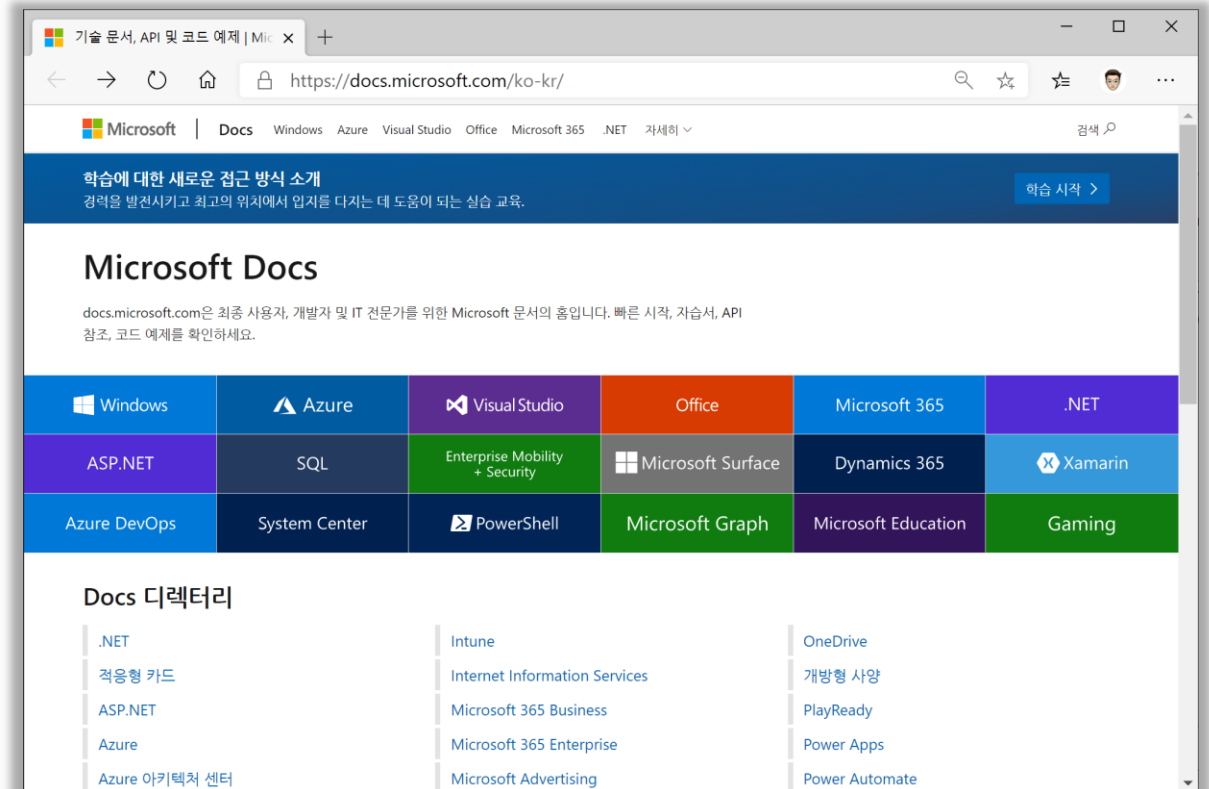 기술 문서, API 및 코드 예제 | Mic
https://docs.microsoft.com/ko-kr/
Microsoft | Docs Windows Azure Visual Studio Office Microsoft 365 .NET 자세히 검색
학습에 대한 새로운 접근 방식 소개
경력을 발전시키고 최고의 위치에서 입지를 다지는 데 도움이 되는 실습 교육.
학습 시작
Microsoft Docs
docs.microsoft.com은 최종 사용자, 개발자 및 IT 전문가를 위한 Microsoft 문서의 홈입니다. 빠른 시작, 자습서, API
참조, 코드 예제를 확인하세요.
Windows Azure Visual Studio Office Microsoft 365 .NET
ASP.NET SQL Enterprise Mobility
+ Security
Microsoft Surface Dynamics 365 Xamarin
Azure DevOps System Center PowerShell Microsoft Graph Microsoft Education Gaming
Docs 디렉터리
.NET Intune OneDrive
적응형 카드 Internet Information Services 개방형 사양
ASP.NET Microsoft 365 Business PlayReady
Azure Microsoft 365 Enterprise Power Apps
Azure 아키텍처 센터 Microsoft Advertising Power Automate